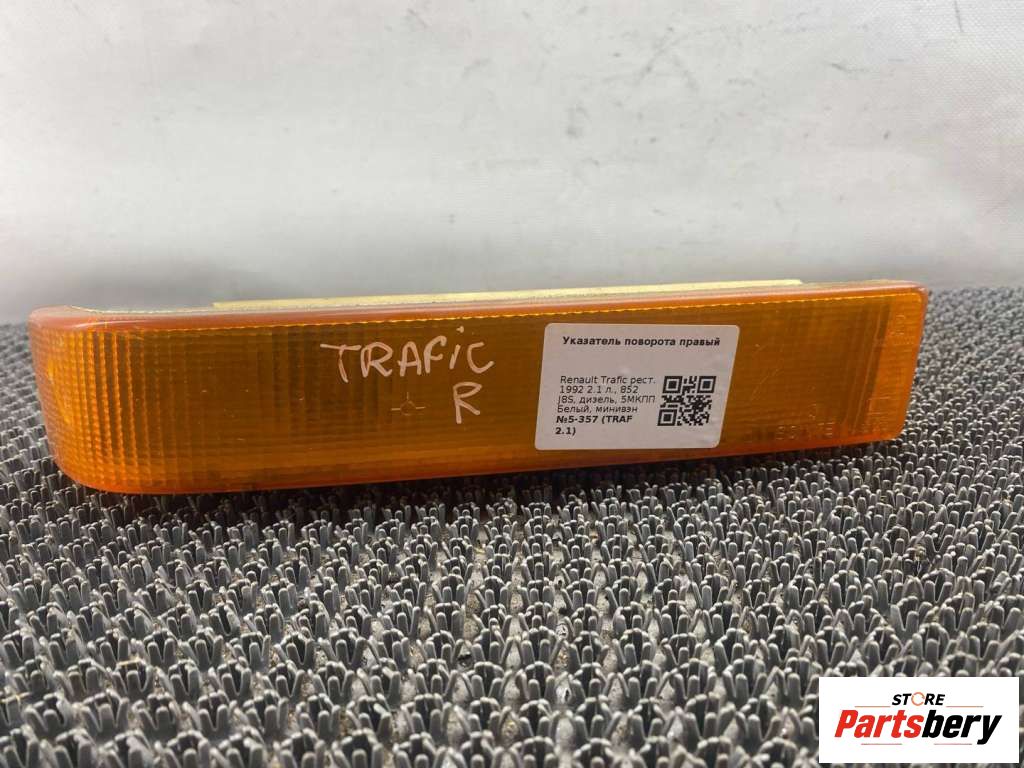 TRAFIC
R
Указатель поворота правый
Renault Trafic рест.
1992 2.1 л., 852
J8S, дизель, 5МКПП
Белый, минивэн
№5-357 (TRAF
2.1)
STORE
Partsbery